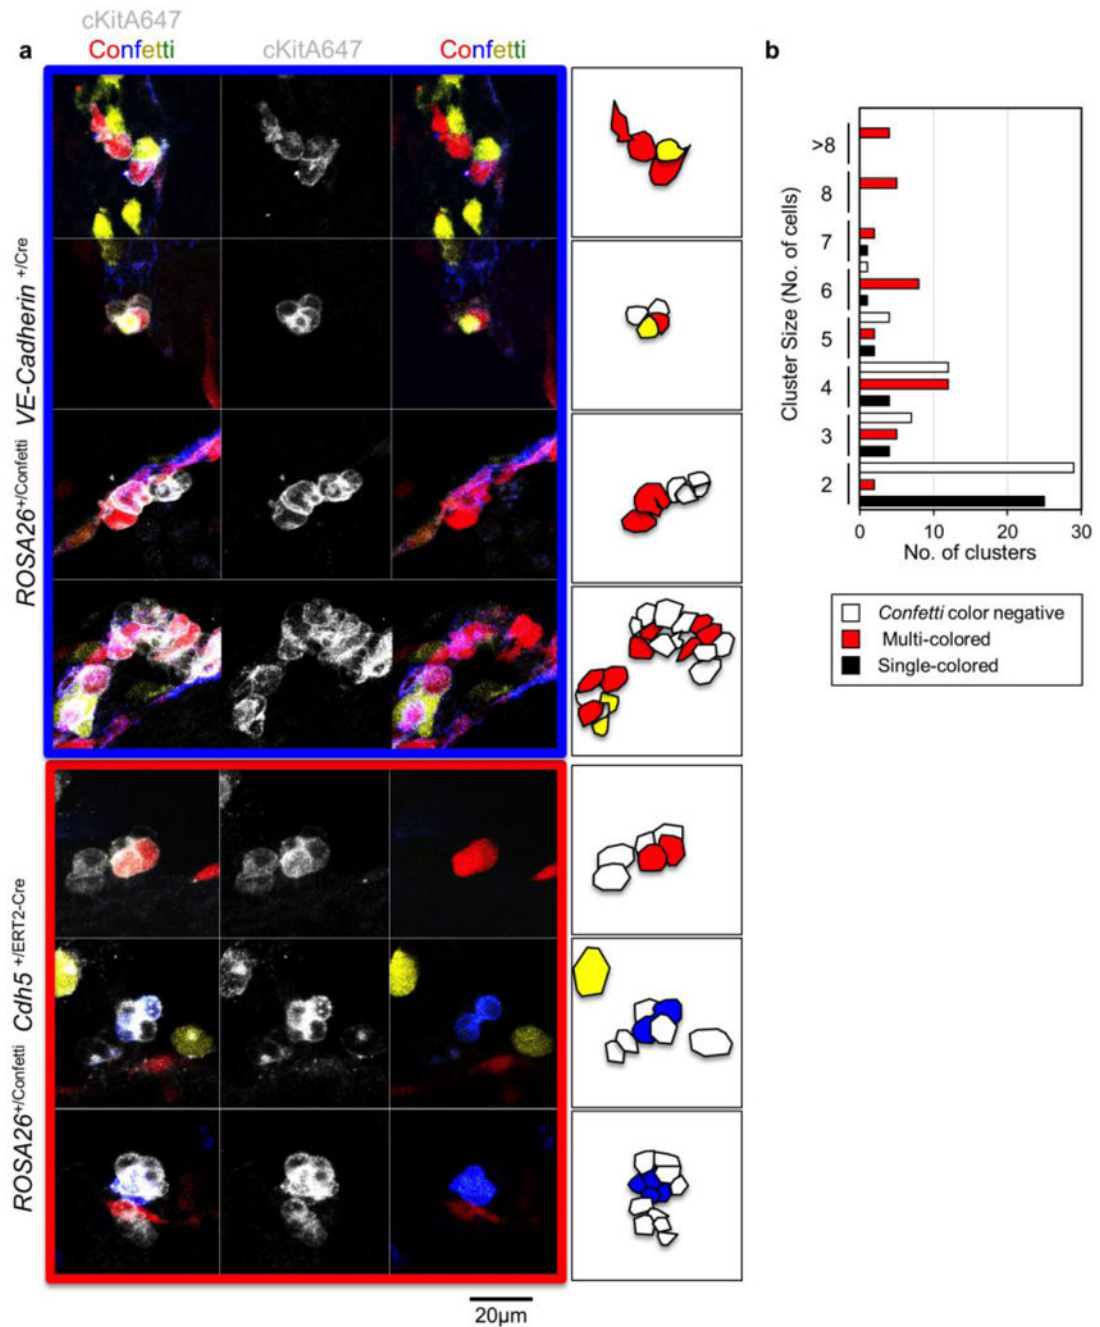 cKitA647
a
Confetti
cKitA647
Confetti
b
ROSA26+/Confetti VE-Cadherin +/Cre
ROSA26+/Confetti Cdh5 +/ERT2-Cre
20µm
Cluster Size (No. of cells)
>8
8
7
6
5
4
3
2
0
10
20
30
No. of clusters
Confetti color negative
Multi-colored
Single-colored